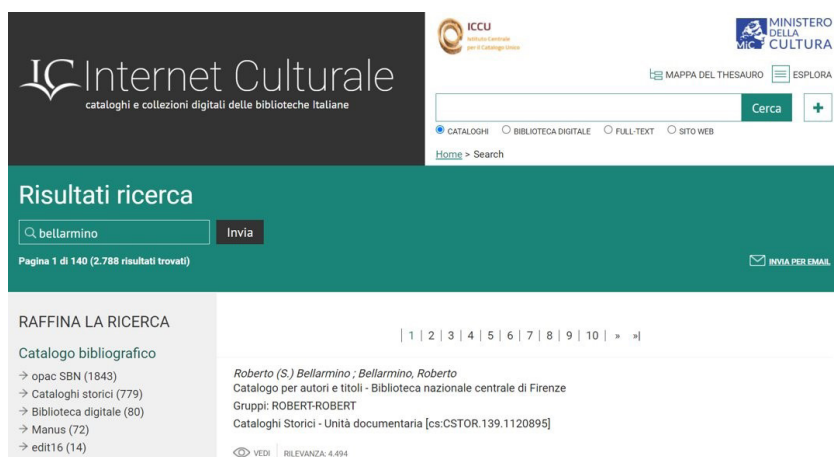 IC Internet Culturale
cataloghi e collezioni digitali delle biblioteche Italiane
ICCU
Istituto Centrale
per il Catalogo Unico
MiC
MINISTERO
DELLA
CULTURA
MAPPA DEL THESAURO
ESPLORA
Cerca
+
CATALOGHI BIBLIOTECA DIGITALE FULL-TEXT SITO WEB
Home > Search
Risultati ricerca
bellarmino
Invia
Pagina 1 di 140 (2.788 risultati trovati)
INVIA PER EMAIL
RAFFINA LA RICERCA
Catalogo bibliografico
→ opac SBN (1843)
→ Cataloghi storici (779)
→ Biblioteca digitale (80)
→ Manus (72)
→ edit16 (14)
| 1 | 2 | 3 | 4 | 5 | 6 | 7 | 8 | 9 | 10 | » »|
Roberto (S.) Bellarmino ; Bellarmino, Roberto
Catalogo per autori e titoli - Biblioteca nazionale centrale di Firenze
Gruppi: ROBERT-ROBERT
Cataloghi Storici - Unità documentaria [cs:CSTOR.139.1120895]
VEDI RILEVANZA: 4.494